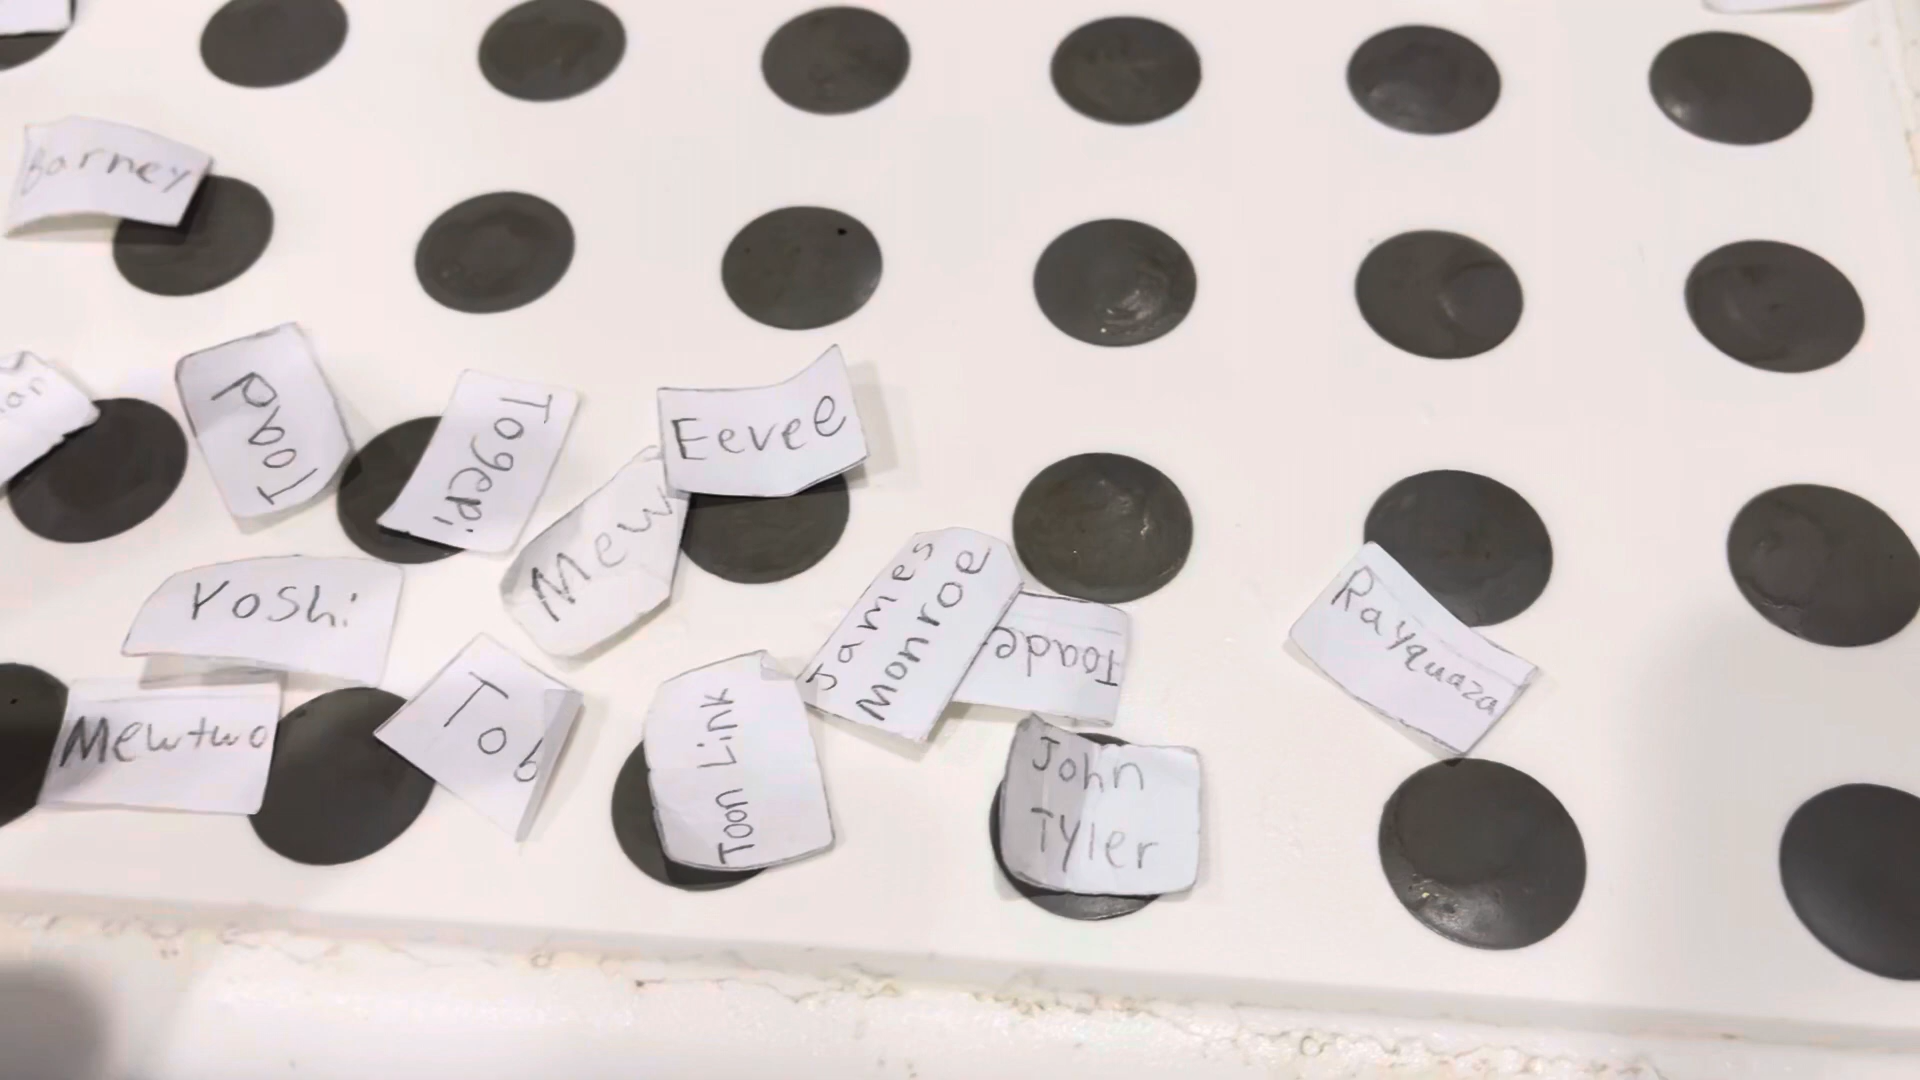 Barney
Toad
Togepi
Eevee
Mew
Yoshi
James
Monroe
Toade
Rayquaza
Mewtwo
Tob
Toon Link
John
Tyler